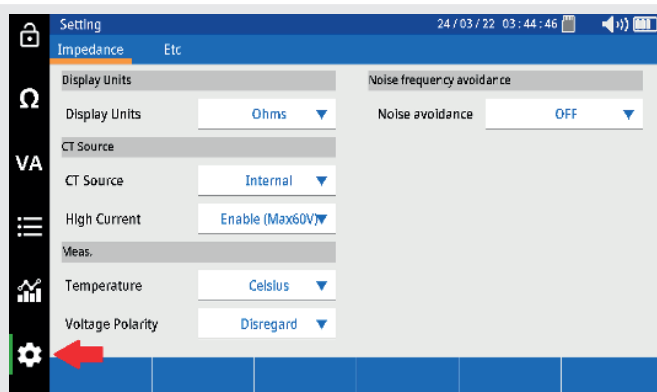 Setting 24/03/22 03:44:46
Impedance Etc
Display Units
Display Units Ohms
CT Source
CT Source Internal
High Current Enable (Max60V)
Meas.
Temperature Celsius
Voltage Polarity Disregard
Noise frequency avoidance
Noise avoidance OFF
Ω
VA